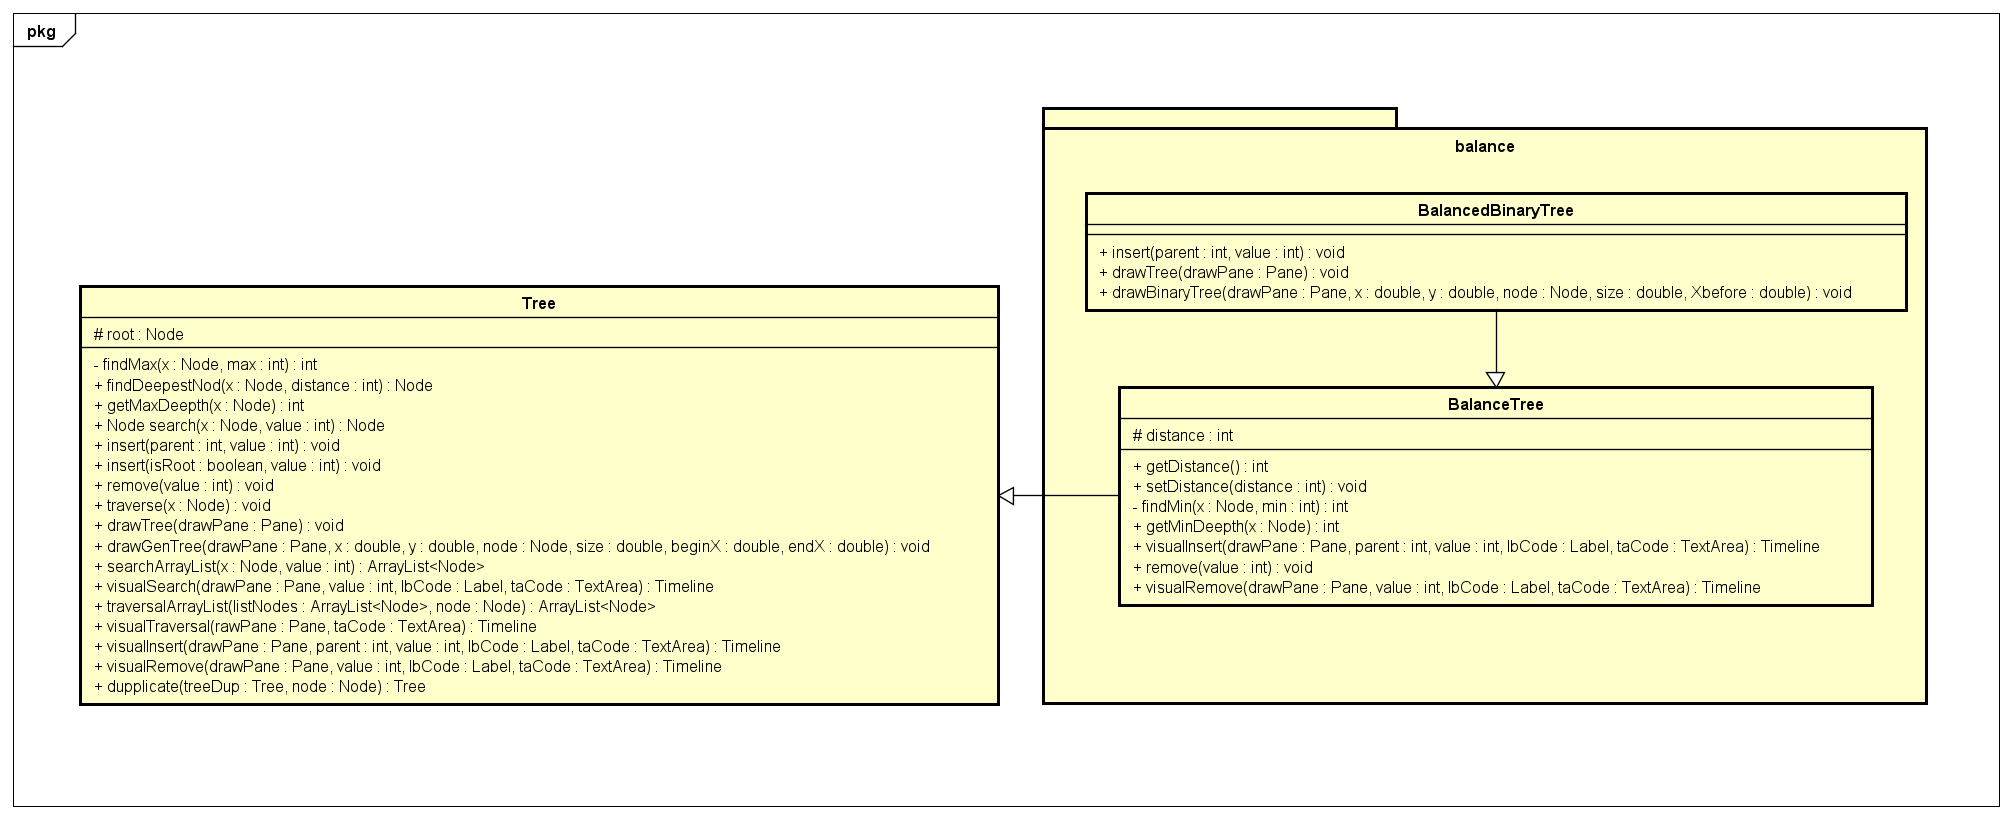 pkg
balance
BalancedBinaryTree
+ insert(parent : int, value : int) : void
+ drawTree(drawPane : Pane) : void
+ drawBinaryTree(drawPane : Pane, x : double, y : double, node : Node, size : double, Xbefore : double) : void
Tree
# root : Node
- findMax(x : Node, max : int) : int
+ findDeepestNod(x : Node, distance : int) : Node
+ getMaxDeepth(x : Node) : int
+ Node search(x : Node, value : int) : Node
+ insert(parent : int, value : int) : void
+ insert(isRoot : boolean, value : int) : void
+ remove(value : int) : void
+ traverse(x : Node) : void
+ drawTree(drawPane : Pane) : void
+ drawGenTree(drawPane : Pane, x : double, y : double, node : Node, size : double, beginX : double, endX : double) : void
+ searchArrayList(x : Node, value : int) : ArrayList<Node>
+ visualSearch(drawPane : Pane, value : int, lbCode : Label, taCode : TextArea) : Timeline
+ traversalArrayList(listNodes : ArrayList<Node>, node : Node) : ArrayList<Node>
+ visualTraversal(rawPane : Pane, taCode : TextArea) : Timeline
+ visualInsert(drawPane : Pane, parent : int, value : int, lbCode : Label, taCode : TextArea) : Timeline
+ visualRemove(drawPane : Pane, value : int, lbCode : Label, taCode : TextArea) : Timeline
+ dupplicate(treeDup : Tree, node : Node) : Tree
BalanceTree
# distance : int
+ getDistance() : int
+ setDistance(distance : int) : void
- findMin(x : Node, min : int) : int
+ getMinDeepth(x : Node) : int
+ visualInsert(drawPane : Pane, parent : int, value : int, lbCode : Label, taCode : TextArea) : Timeline
+ remove(value : int) : void
+ visualRemove(drawPane : Pane, value : int, lbCode : Label, taCode : TextArea) : Timeline